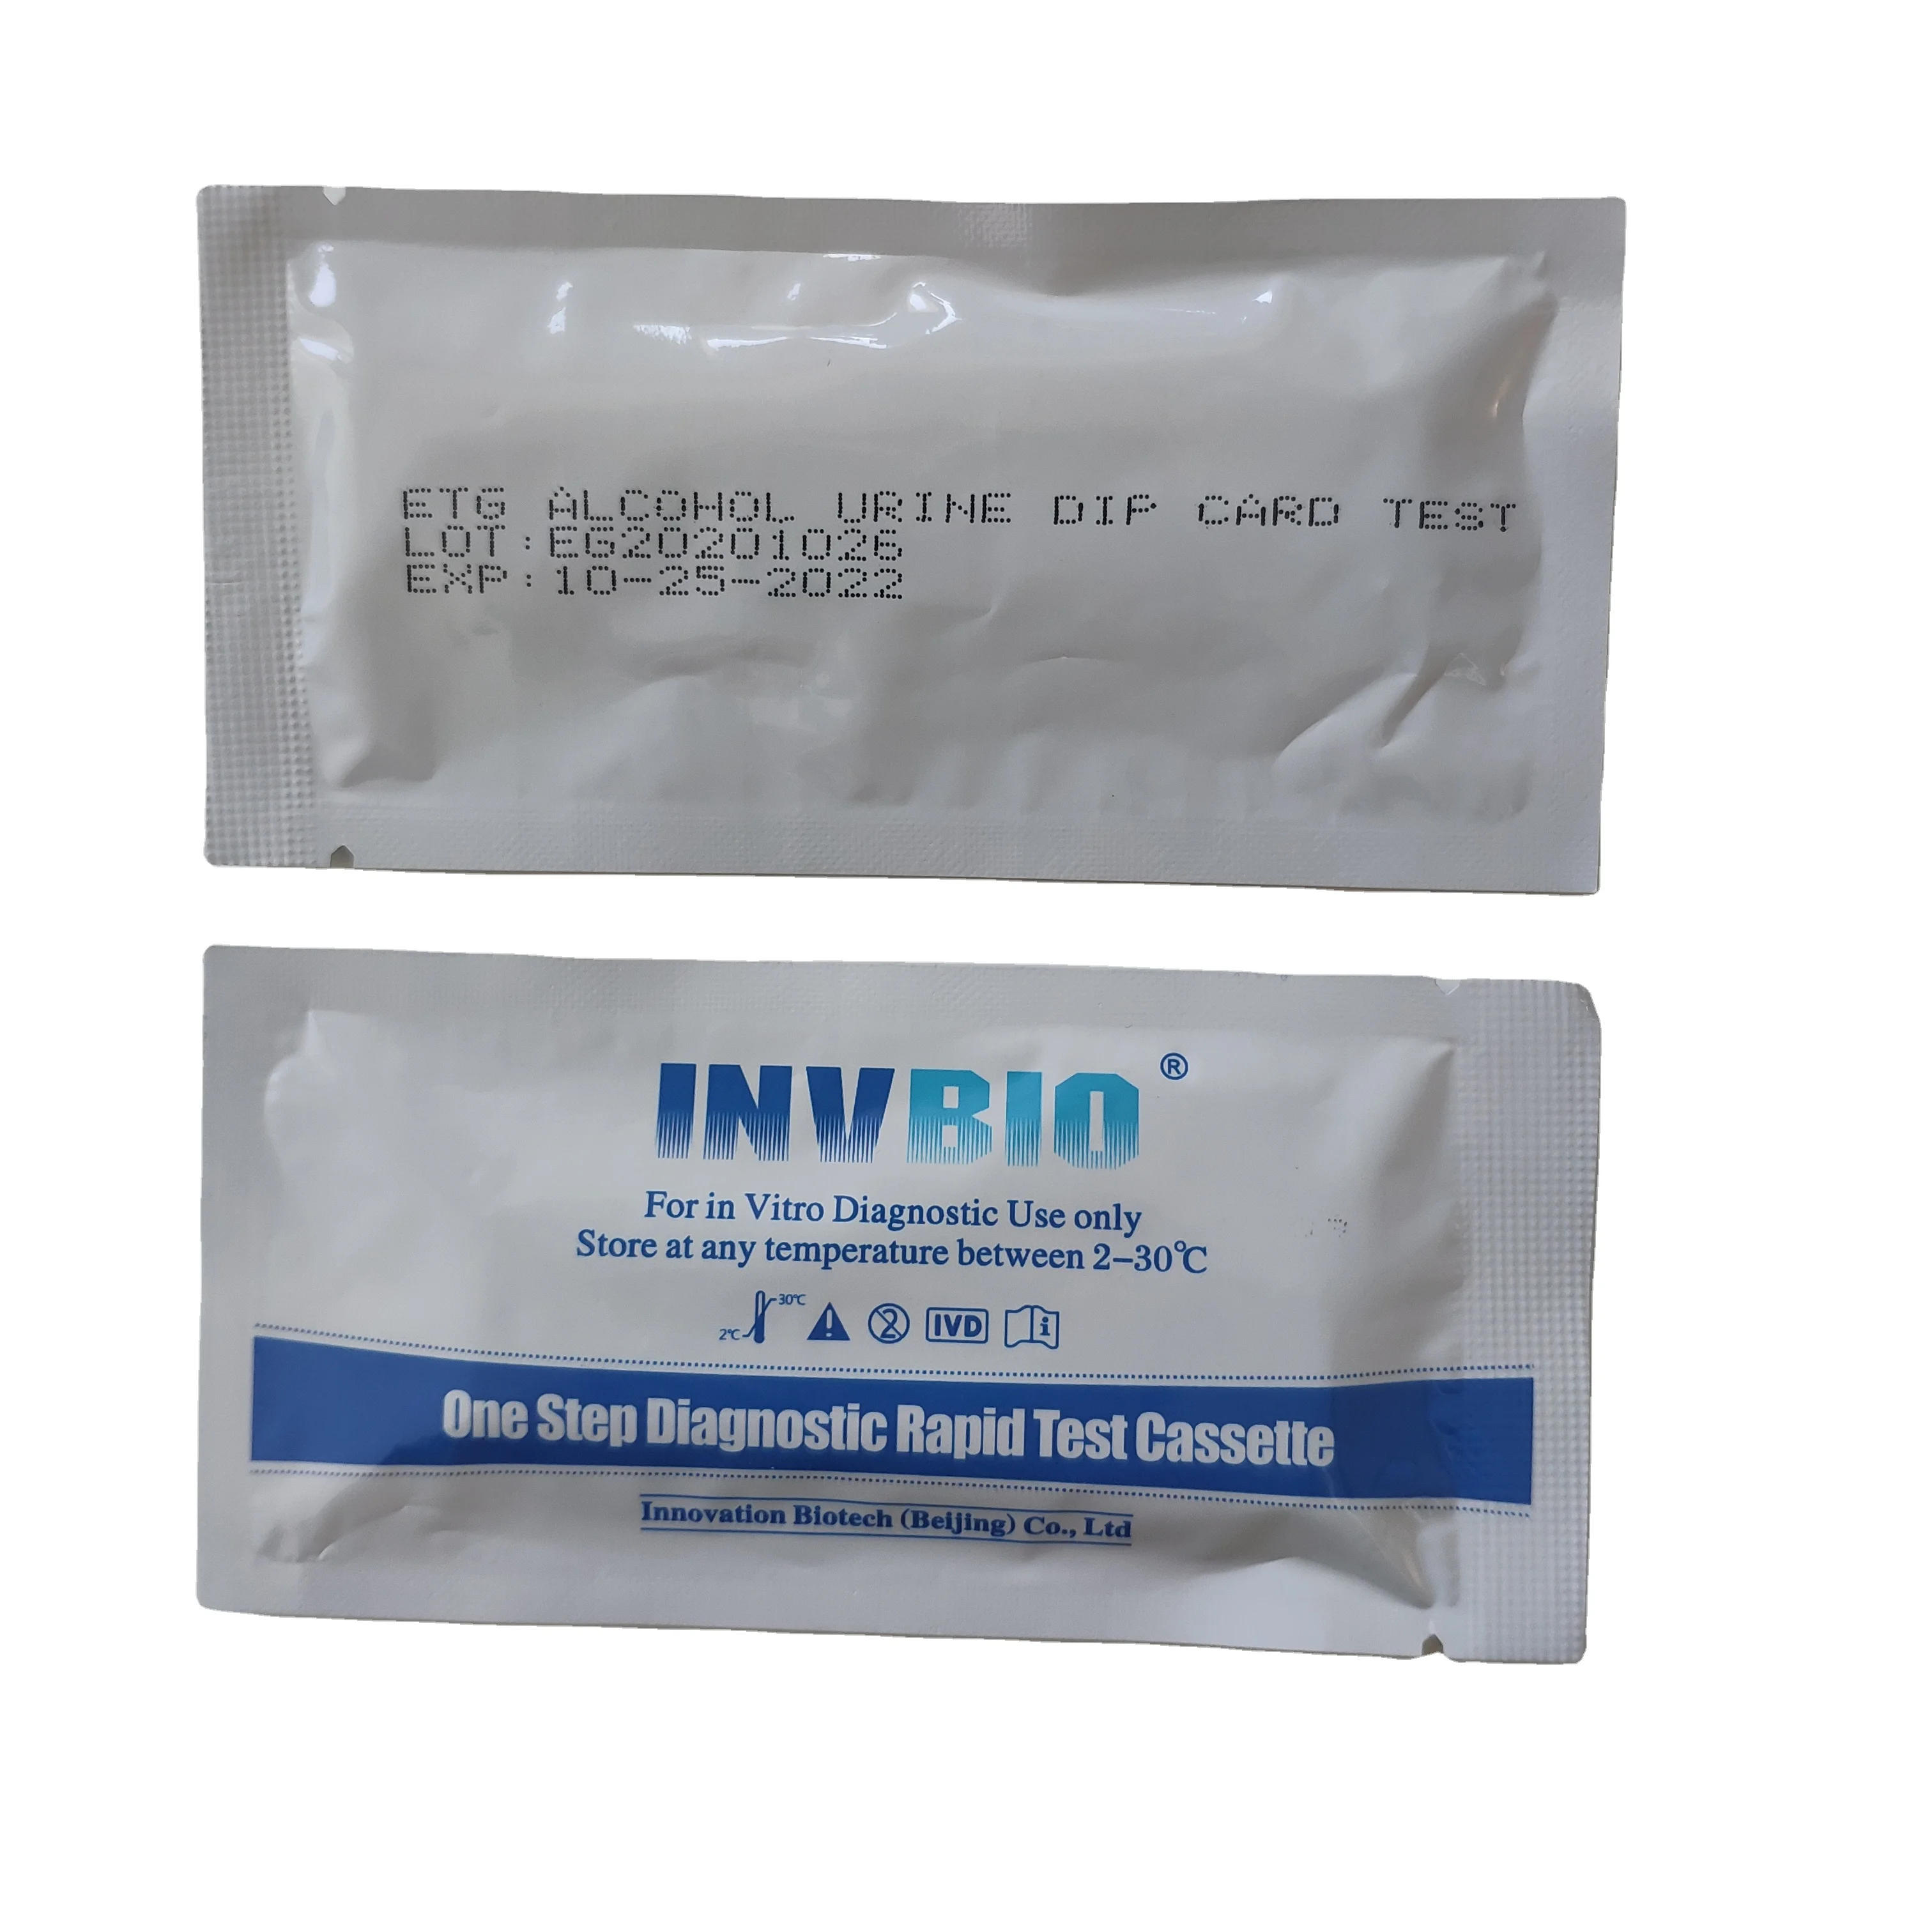 ETG ALCOHOL URINE DIP CARD TEST
LOT:EG20201026
EXP:10-25-2022
INVBIO®
For in Vitro Diagnostic Use only
Store at any temperature between 2–30℃
2℃ 30℃ 2 IVD i
One Step Diagnostic Rapid Test Cassette
Innovation Biotech (Beijing) Co., Ltd